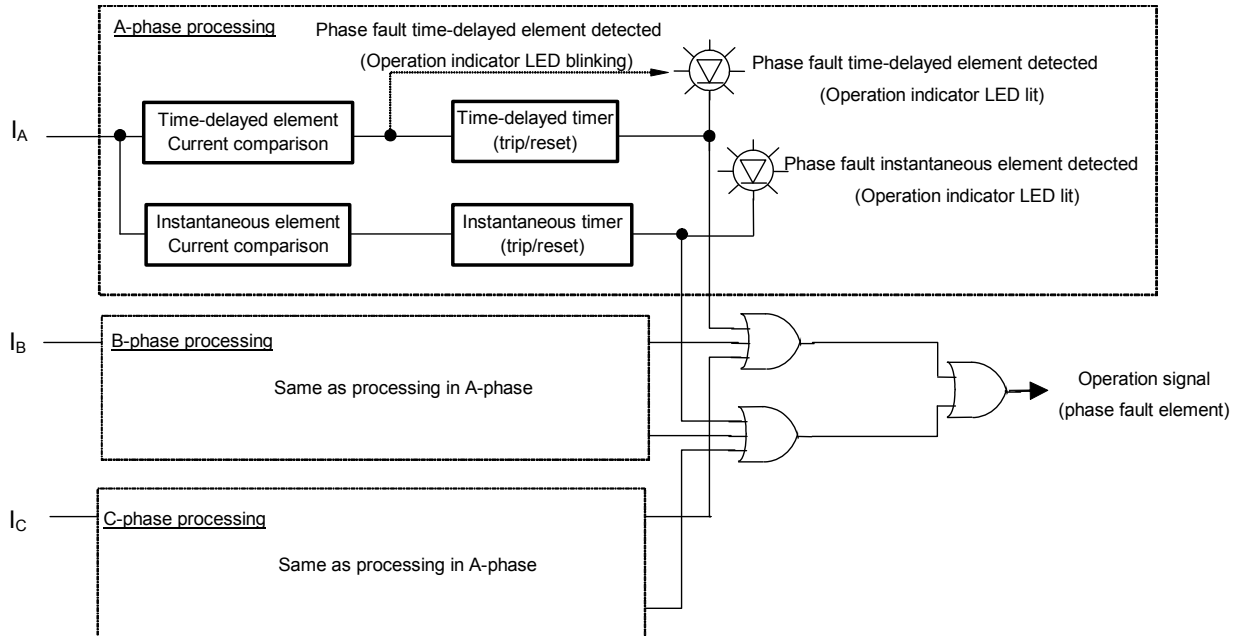 A-phase processing
Phase fault time-delayed element detected
(Operation indicator LED blinking)
Phase fault time-delayed element detected
(Operation indicator LED lit)
IA
Time-delayed element
Current comparison
Time-delayed timer
(trip/reset)
Phase fault instantaneous element detected
(Operation indicator LED lit)
Instantaneous element
Current comparison
Instantaneous timer
(trip/reset)
IB
B-phase processing
Same as processing in A-phase
Operation signal
(phase fault element)
IC
C-phase processing
Same as processing in A-phase